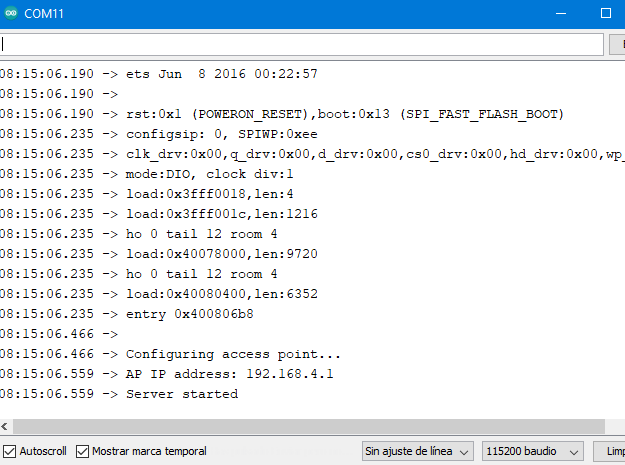 COM11
08:15:06.190 -> ets Jun  8 2016 00:22:57
08:15:06.190 ->
08:15:06.190 -> rst:0x1 (POWERON_RESET),boot:0x13 (SPI_FAST_FLASH_BOOT)
08:15:06.235 -> configsip: 0, SPIWP:0xee
08:15:06.235 -> clk_drv:0x00,q_drv:0x00,d_drv:0x00,cs0_drv:0x00,hd_drv:0x00,wp_
08:15:06.235 -> mode:DIO, clock div:1
08:15:06.235 -> load:0x3fff0018,len:4
08:15:06.235 -> load:0x3fff001c,len:1216
08:15:06.235 -> ho 0 tail 12 room 4
08:15:06.235 -> load:0x40078000,len:9720
08:15:06.235 -> ho 0 tail 12 room 4
08:15:06.235 -> load:0x40080400,len:6352
08:15:06.235 -> entry 0x400806b8
08:15:06.466 ->
08:15:06.466 -> Configuring access point...
08:15:06.559 -> AP IP address: 192.168.4.1
08:15:06.559 -> Server started
Autoscroll Mostrar marca temporal Sin ajuste de línea 115200 baudio Limp